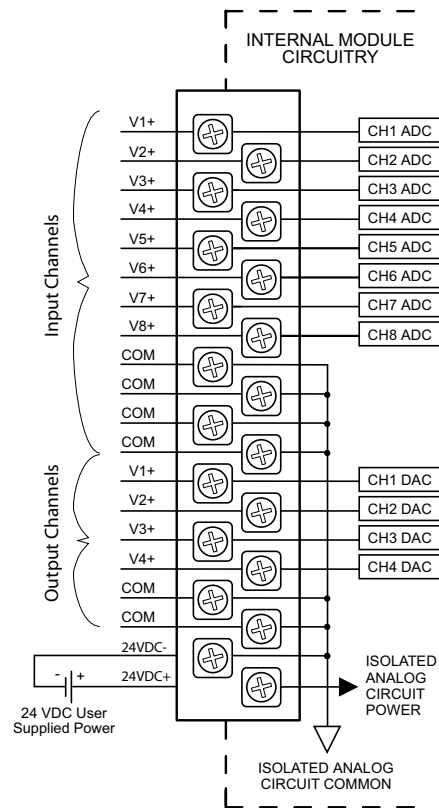 INTERNAL MODULE
CIRCUITRY
Input Channels
V1+
CH1 ADC
V2+
CH2 ADC
V3+
CH3 ADC
V4+
CH4 ADC
V5+
CH5 ADC
V6+
CH6 ADC
V7+
CH7 ADC
V8+
CH8 ADC
COM
COM
COM
COM
Output Channels
V1+
CH1 DAC
V2+
CH2 DAC
V3+
CH3 DAC
V4+
CH4 DAC
COM
COM
24VDC-
24VDC+
- +
24 VDC User
Supplied Power
ISOLATED
ANALOG
CIRCUIT
POWER
ISOLATED ANALOG
CIRCUIT COMMON